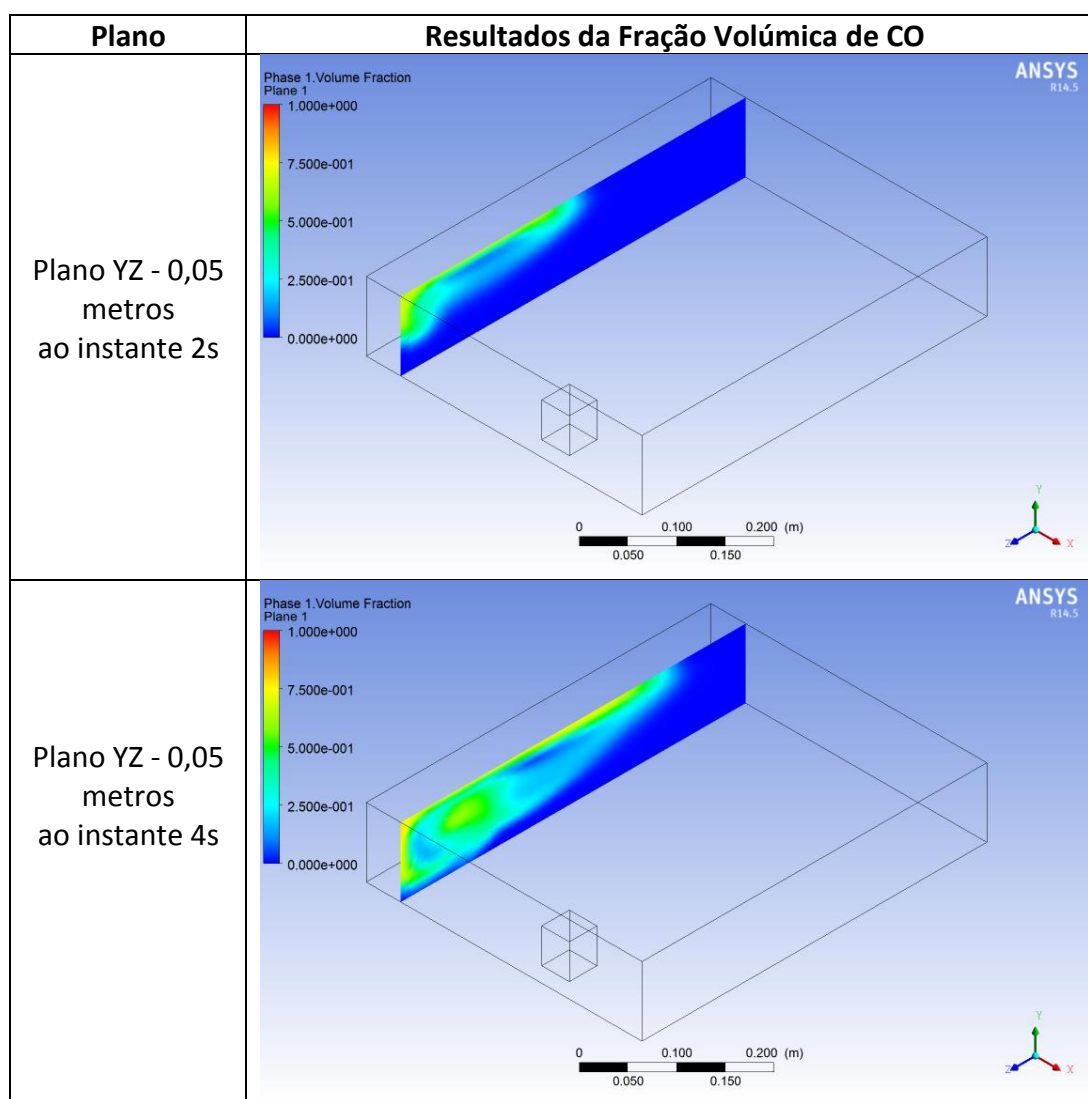 Plano
Resultados da Fração Volúmica de CO
Plano YZ - 0,05
metros
ao instante 2s
Phase 1.Volume Fraction
Plane 1
1.000e+000
7.500e-001
5.000e-001
2.500e-001
0.000e+000
ANSYS
R14.5
0 0.100 0.200 (m)
0.050 0.150
Y
Z X
Plano YZ - 0,05
metros
ao instante 4s
Phase 1.Volume Fraction
Plane 1
1.000e+000
7.500e-001
5.000e-001
2.500e-001
0.000e+000
ANSYS
R14.5
0 0.100 0.200 (m)
0.050 0.150
Y
Z X